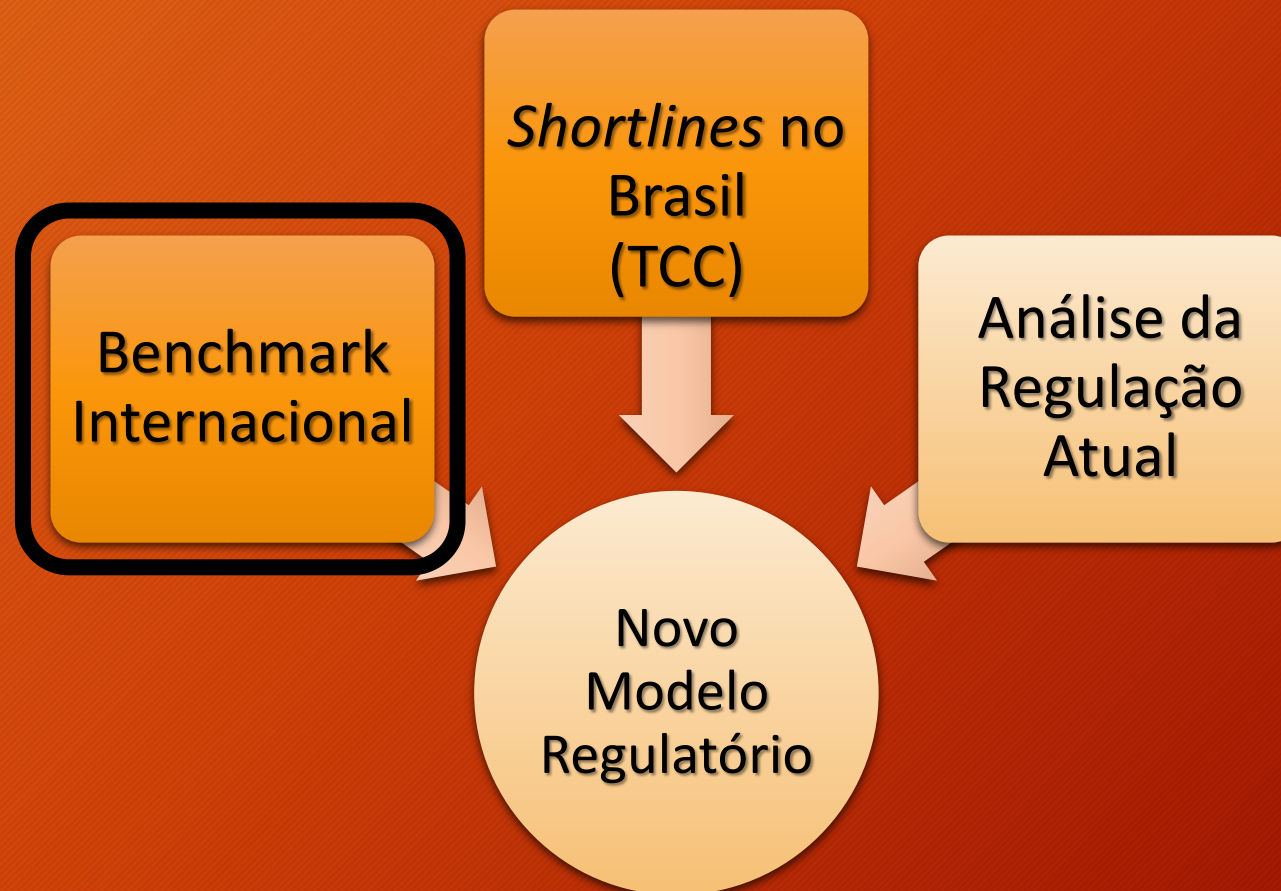 Shortlines no
Brasil
(TCC)
Benchmark
Internacional
Análise da
Regulação
Atual
Novo
Modelo
Regulatório